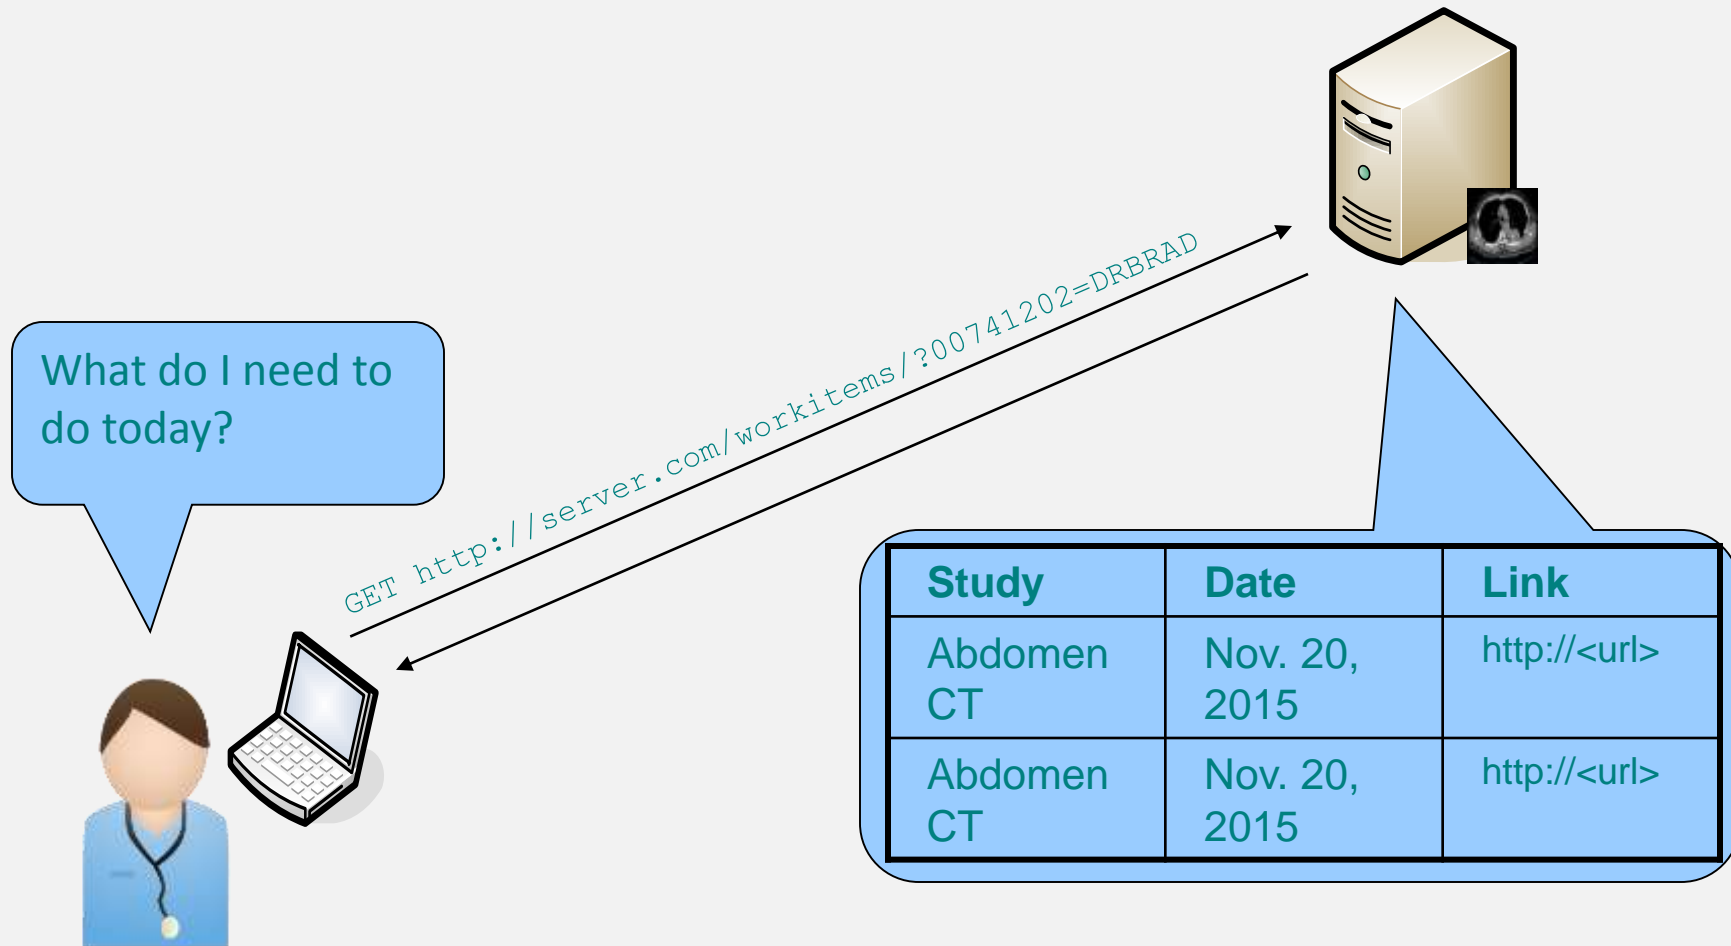 What do I need to
do today?
GET http://server.com/workitems/?00741202=DRBRAD
Study Date Link
Abdomen Nov. 20, http://<url>
CT 2015
Abdomen Nov. 20, http://<url>
CT 2015